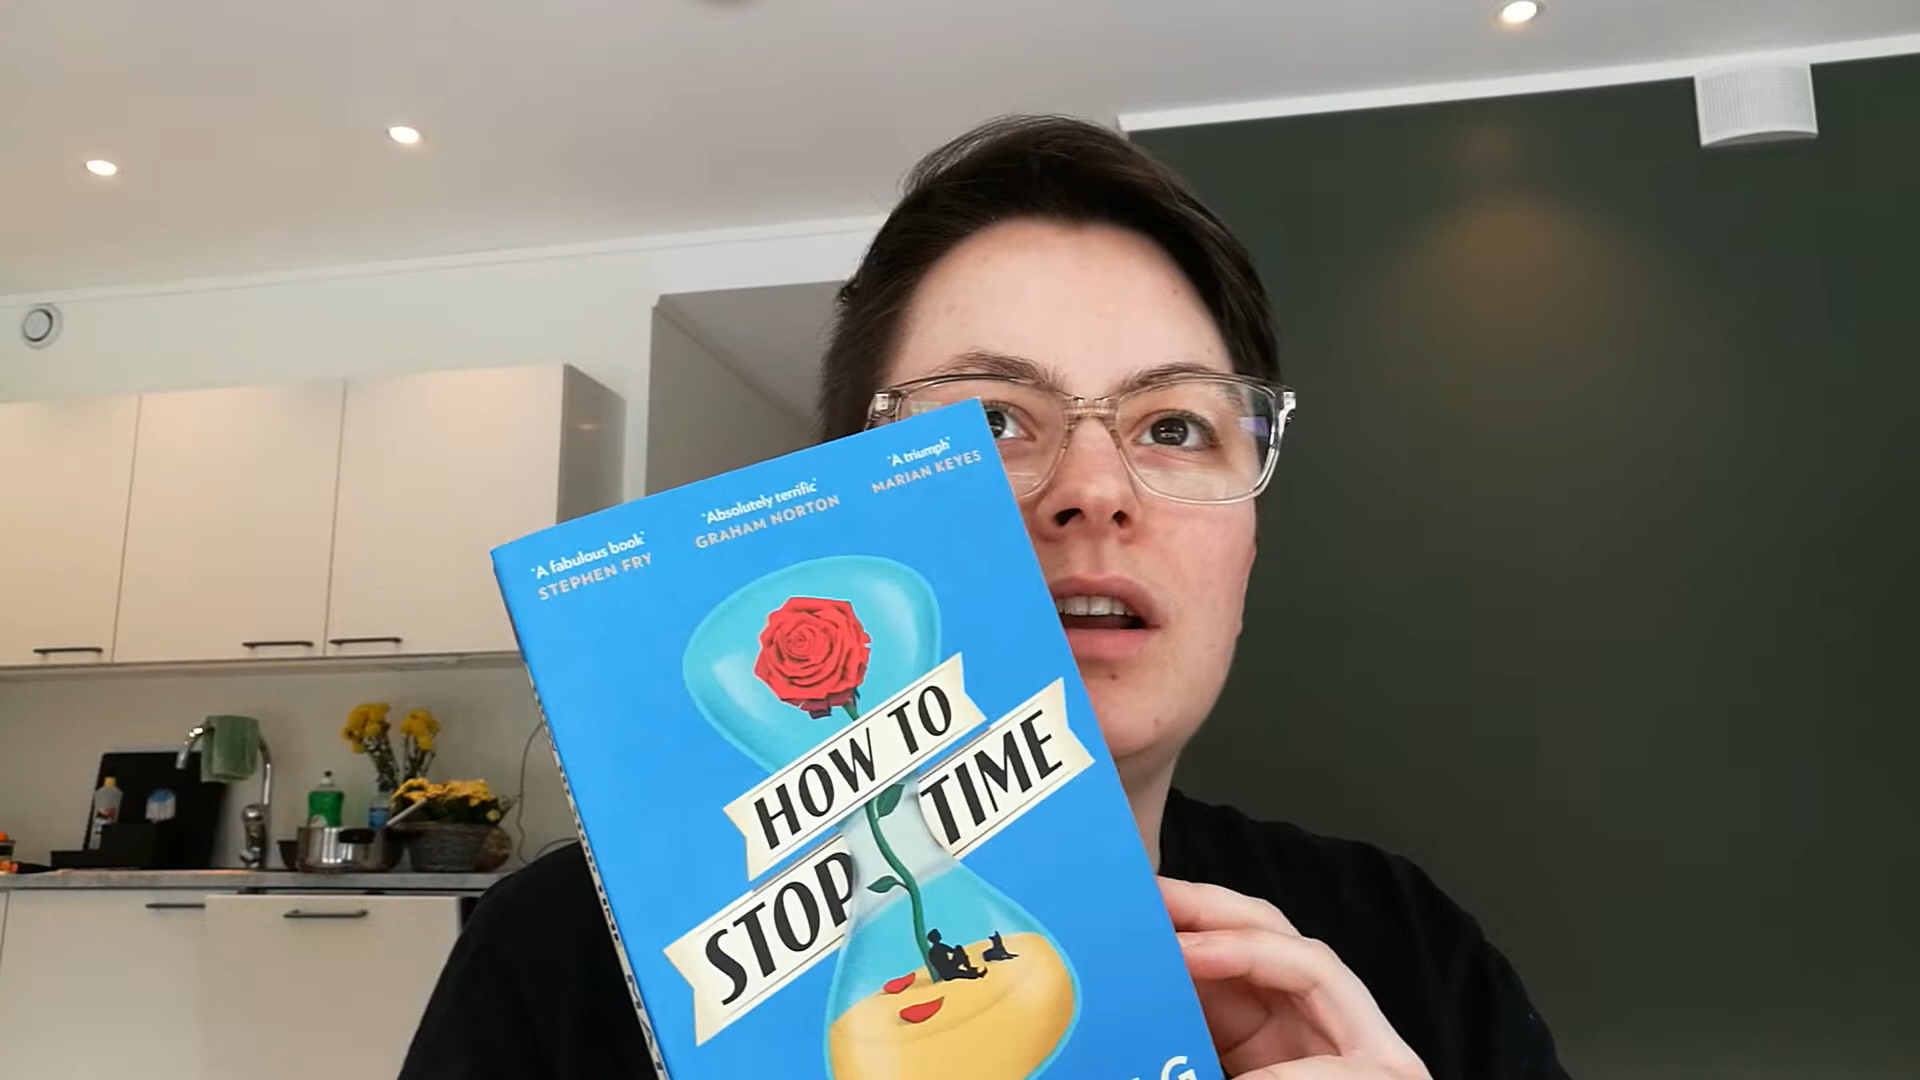 'A fabulous book'
STEPHEN FRY
'Absolutely terrific'
GRAHAM NORTON
'A triumph'
MARIAN KEYES
HOW TO
STOP TIME